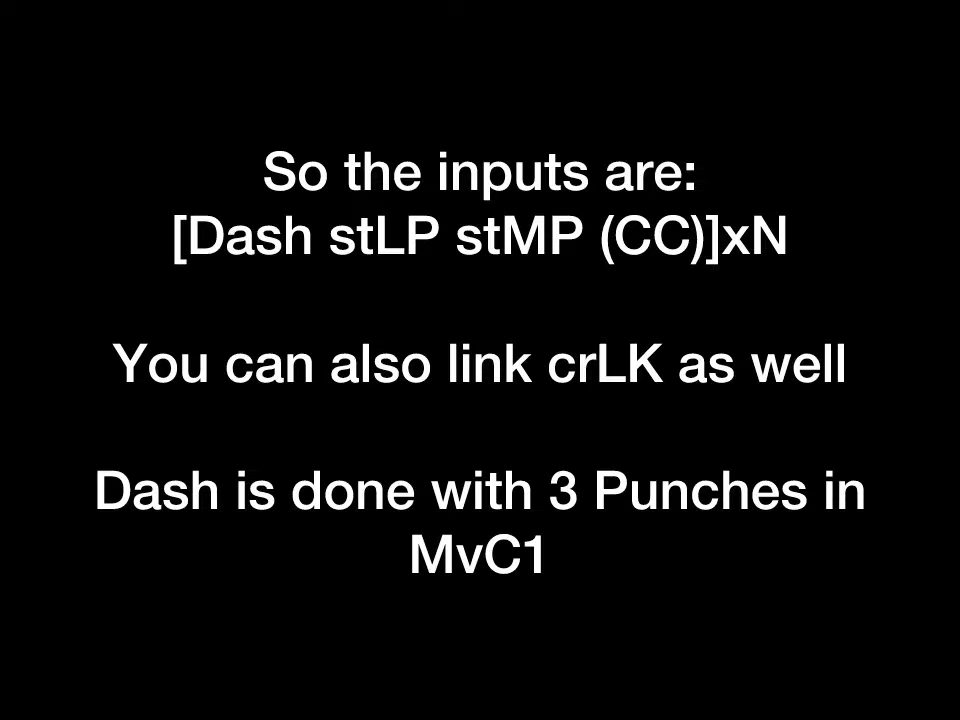 So the inputs are:
[Dash stLP stMP (CC)]xN
You can also link crLK as well
Dash is done with 3 Punches in
MvC1